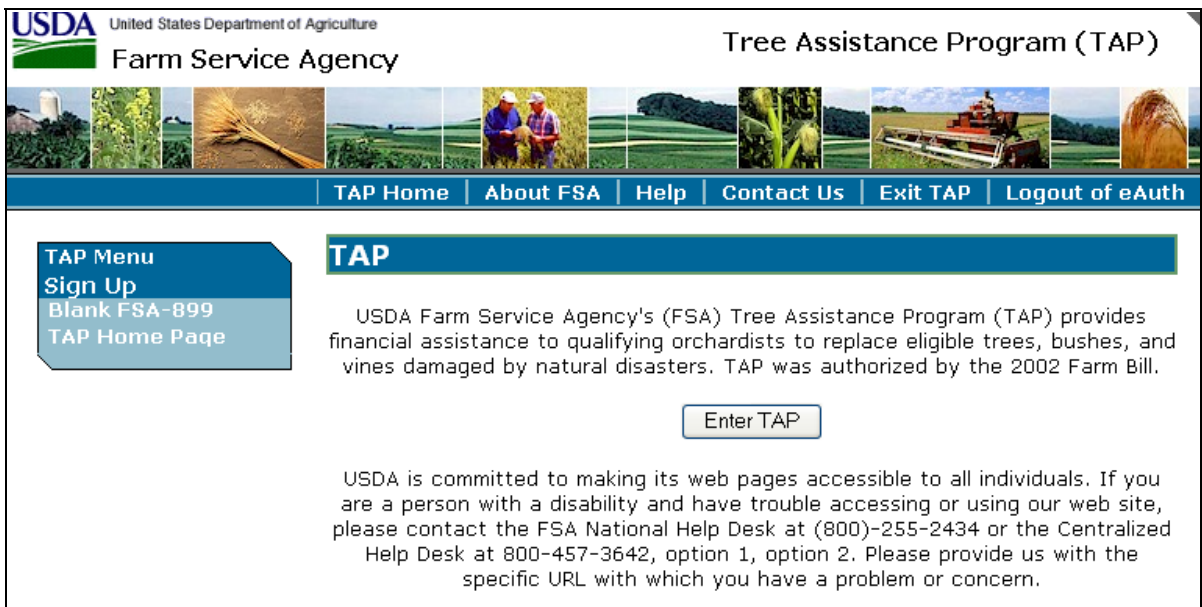 USDA United States Department of Agriculture
Farm Service Agency
Tree Assistance Program (TAP)
TAP Home | About FSA | Help | Contact Us | Exit TAP | Logout of eAuth
TAP Menu
Sign Up
Blank FSA-899
TAP Home Page
TAP
USDA Farm Service Agency's (FSA) Tree Assistance Program (TAP) provides
financial assistance to qualifying orchardists to replace eligible trees, bushes, and
vines damaged by natural disasters. TAP was authorized by the 2002 Farm Bill.
Enter TAP
USDA is committed to making its web pages accessible to all individuals. If you
are a person with a disability and have trouble accessing or using our web site,
please contact the FSA National Help Desk at (800)-255-2434 or the Centralized
Help Desk at 800-457-3642, option 1, option 2. Please provide us with the
specific URL with which you have a problem or concern.